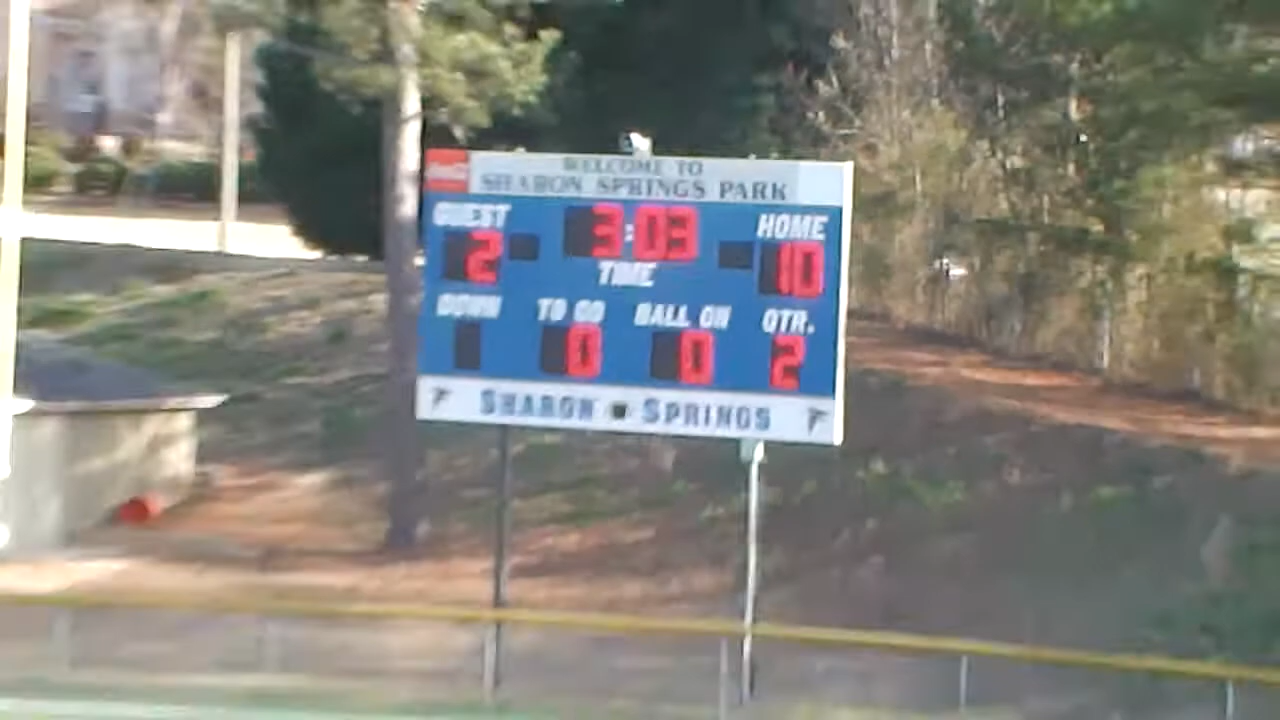 WELCOME TO
SHARON SPRINGS PARK
GUEST 3:03 HOME
2 TIME 10
DOWN TO GO BALL ON QTR.
0 0 2
SHARON SPRINGS